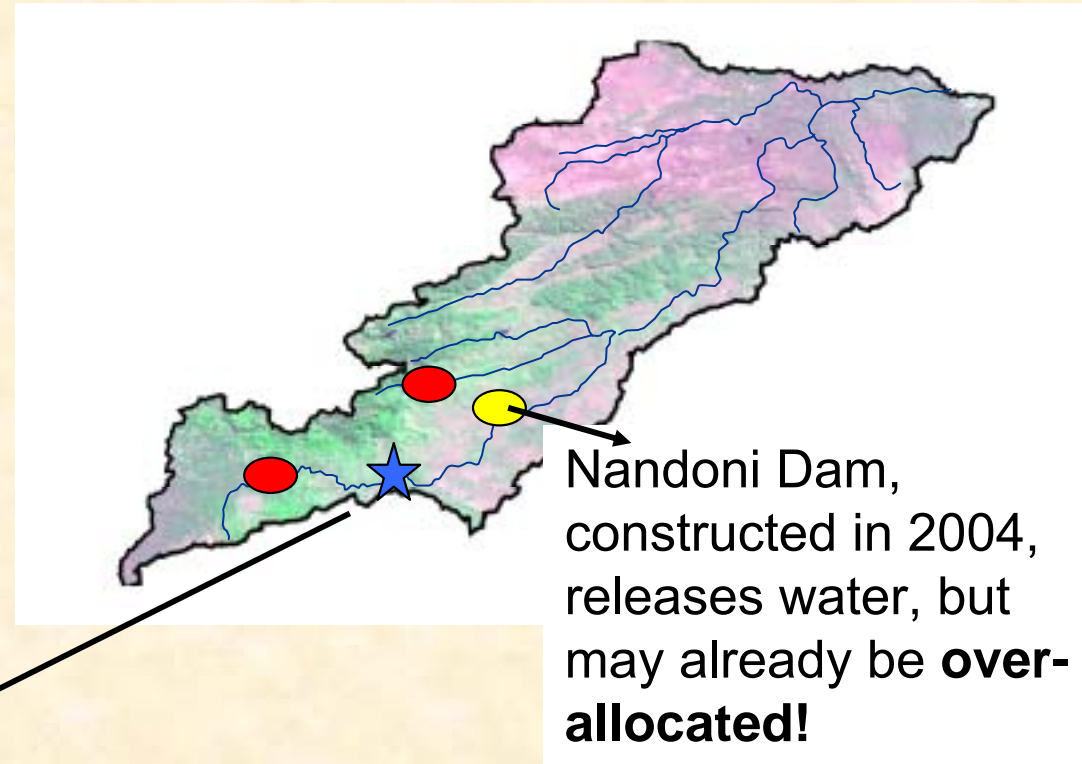 Nandoni Dam,
constructed in 2004,
releases water, but
may already be over-
allocated!